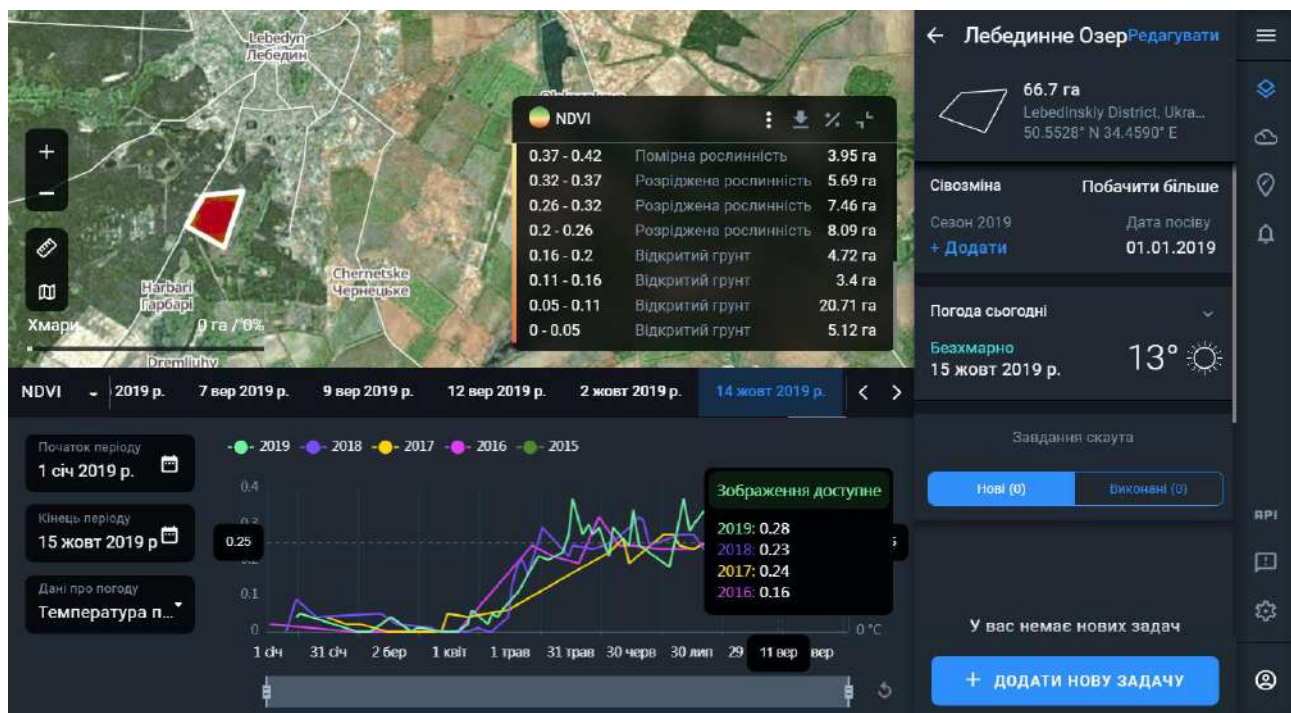 Lebedyn
Лебедин
Harbari
Гарбарі
Chernetske
Чернецьке
Dremliuhy
Хмари
0 га / 0%
NDVI
0.37 - 0.42 Помірна рослинність 3.95 га
0.32 - 0.37 Розріджена рослинність 5.69 га
0.26 - 0.32 Розріджена рослинність 7.46 га
0.2 - 0.26 Розріджена рослинність 8.09 га
0.16 - 0.2 Відкритий грунт 4.72 га
0.11 - 0.16 Відкритий грунт 3.4 га
0.05 - 0.11 Відкритий грунт 20.71 га
0 - 0.05 Відкритий грунт 5.12 га
NDVI 2019 р. 7 вер 2019 р. 9 вер 2019 р. 12 вер 2019 р. 2 жовт 2019 р. 14 жовт 2019 р.
Початок періоду
1 січ 2019 р.
Кінець періоду
15 жовт 2019 р
Дані про погоду
Температура п...
2019 2018 2017 2016 2015
0.4
0.3
0.25
0.2
0.1
0
0 °C
Зображення доступне
2019: 0.28
2018: 0.23
2017: 0.24
2016: 0.16
1 січ 31 січ 2 бер 1 квіт 1 трав 31 трав 30 черв 30 лип 29 11 вер вер
Лебединне Озер Редагувати
66.7 га
Lebedinskiy District, Ukra...
50.5528° N 34.4590° E
Сівозміна Побачити більше
Сезон 2019 Дата посіву
+ Додати 01.01.2019
Погода сьогодні
Безхмарно
15 жовт 2019 р.
13°
Завдання скаута
Нові (0) Виконані (0)
У вас немає нових задач
+ ДОДАТИ НОВУ ЗАДАЧУ
API